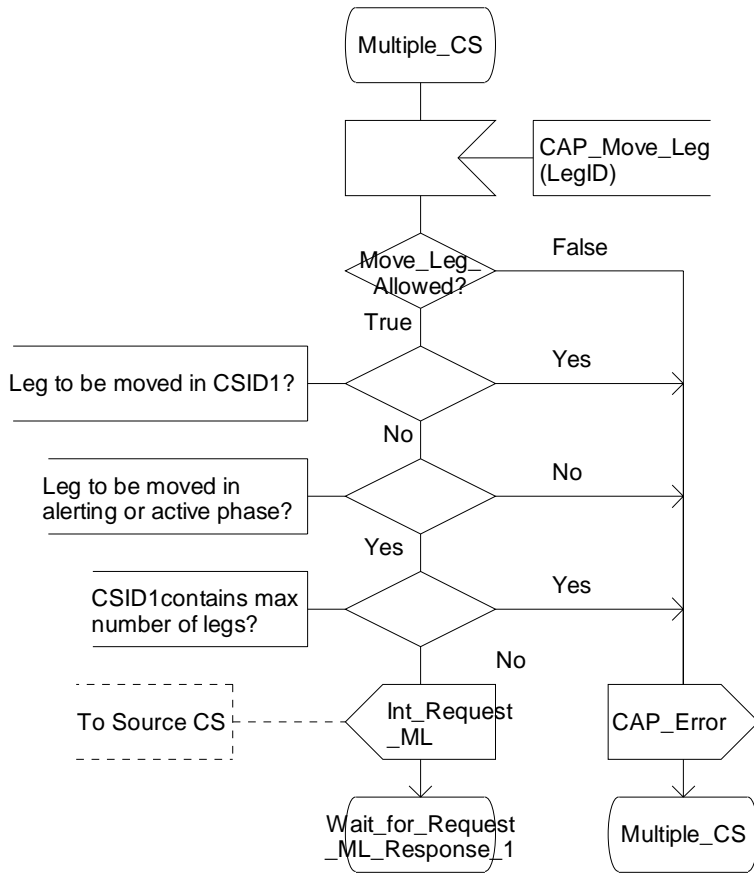 Multiple_CS
CAP_Move_Leg
(LegID)
Move_Leg_
Allowed?
False
True
Leg to be moved in CSID1?
Yes
No
Leg to be moved in
alerting or active phase?
No
Yes
CSID1contains max
number of legs?
Yes
No
To Source CS
Int_Request
_ML
CAP_Error
Wait_for_Request
_ML_Response_1
Multiple_CS